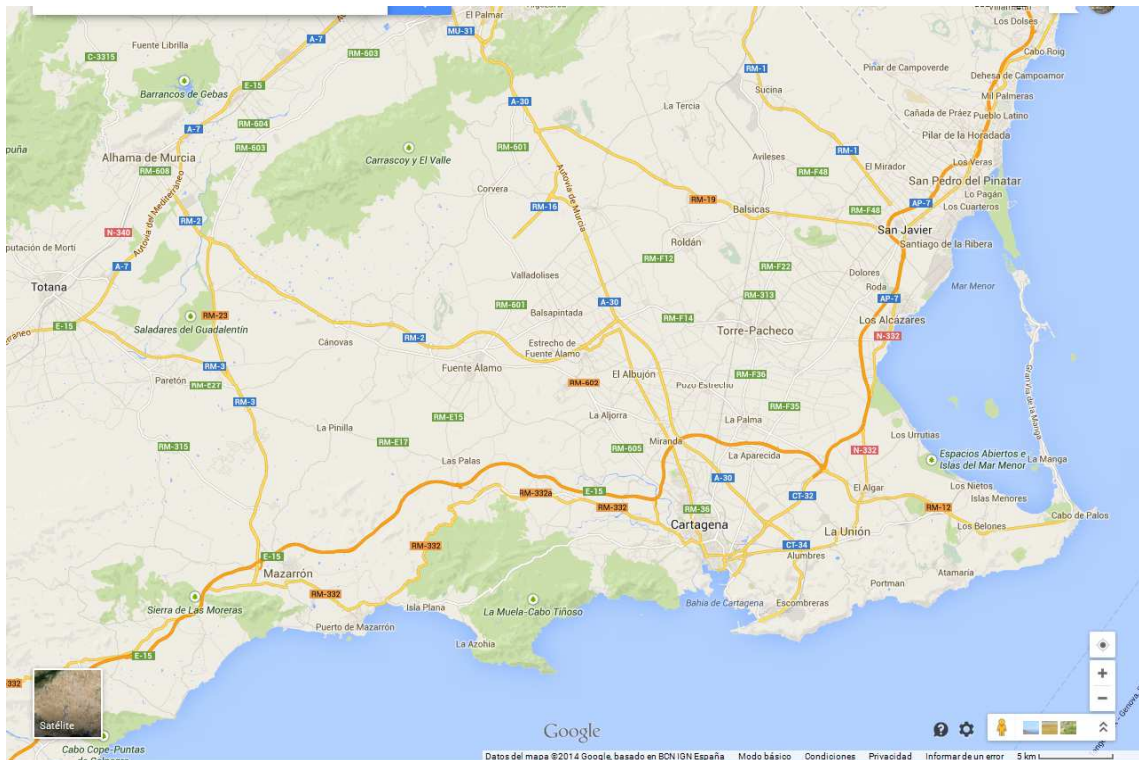 El Palmar
Los Dolses
MU-31
A-7
Fuente Librilla
C-3315
RM-603
Cabo Roig
RM-1
Pinar de Campoverde
Dehesa de Campoamor
Sucina
Barrancos de Gebas
E-15
Mil Palmeras
A-30
La Tercia
Cañada de Práez
Pueblo Latino
A-7
RM-604
Pilar de la Horadada
RM-603
RM-601
Alhama de Murcia
Carrascoy y El Valle
RM-1
Avileses
El Mirador
Los Veras
RM-608
RM-F48
San Pedro del Pinatar
Corvera
Lo Pagán
RM-19
Balsicas
AP-7
Los Cuarteros
RM-16
RM-F48
RM-2
Autovía del Mediterráneo
Autovía de Murcia
N-340
San Javier
Roldán
Santiago de la Ribera
RM-F12
A-7
Valladolises
RM-F22
Dolores
Totana
Roda
Mar Menor
RM-313
AP-7
RM-601
A-30
Balsapintada
RM-23
RM-F14
Los Alcázares
E-15
Saladares del Guadalentín
Torre-Pacheco
RM-2
N-332
Cánovas
Estrecho de
Fuente Álamo
RM-3
Fuente Álamo
El Albujón
RM-F36
Paretón
RM-E27
RM-602
Pozo Estrecho
Gran Vía de la Manga
RM-3
RM-F35
RM-E15
La Aljorra
La Palma
La Pinilla
Los Urrutias
RM-315
RM-E17
Miranda
RM-605
N-332
La Aparecida
Espacios Abiertos e
Islas del Mar Menor
La Manga
Las Palas
A-30
El Algar
Los Nietos
RM-332a
E-15
CT-32
Islas Menores
RM-332
RM-36
RM-12
Cabo de Palos
Cartagena
La Unión
Los Belones
RM-332
CT-34
E-15
Alumbres
Mazarrón
Atamaría
Portman
RM-332
Sierra de Las Moreras
Isla Plana
La Muela-Cabo Tiñoso
Bahia de Cartagena
Escombreras
Puerto de Mazarrón
La Azohía
E-15
332
Satélite
Google
Cabo Cope-Puntas
Datos del mapa ©2014 Google, basado en BCN IGN España Modo básico Condiciones Privacidad Informar de un error 5 km